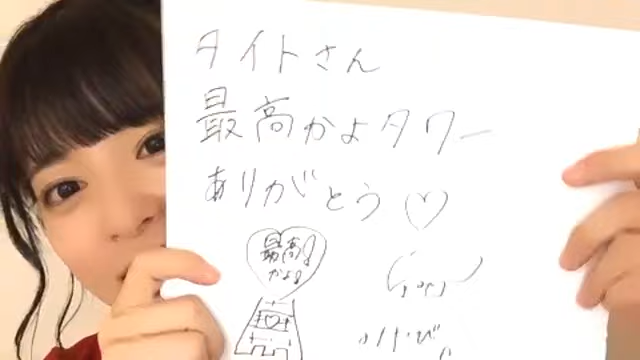 タイトさん
最高かよタワー
ありがとう♡
最高
かよ